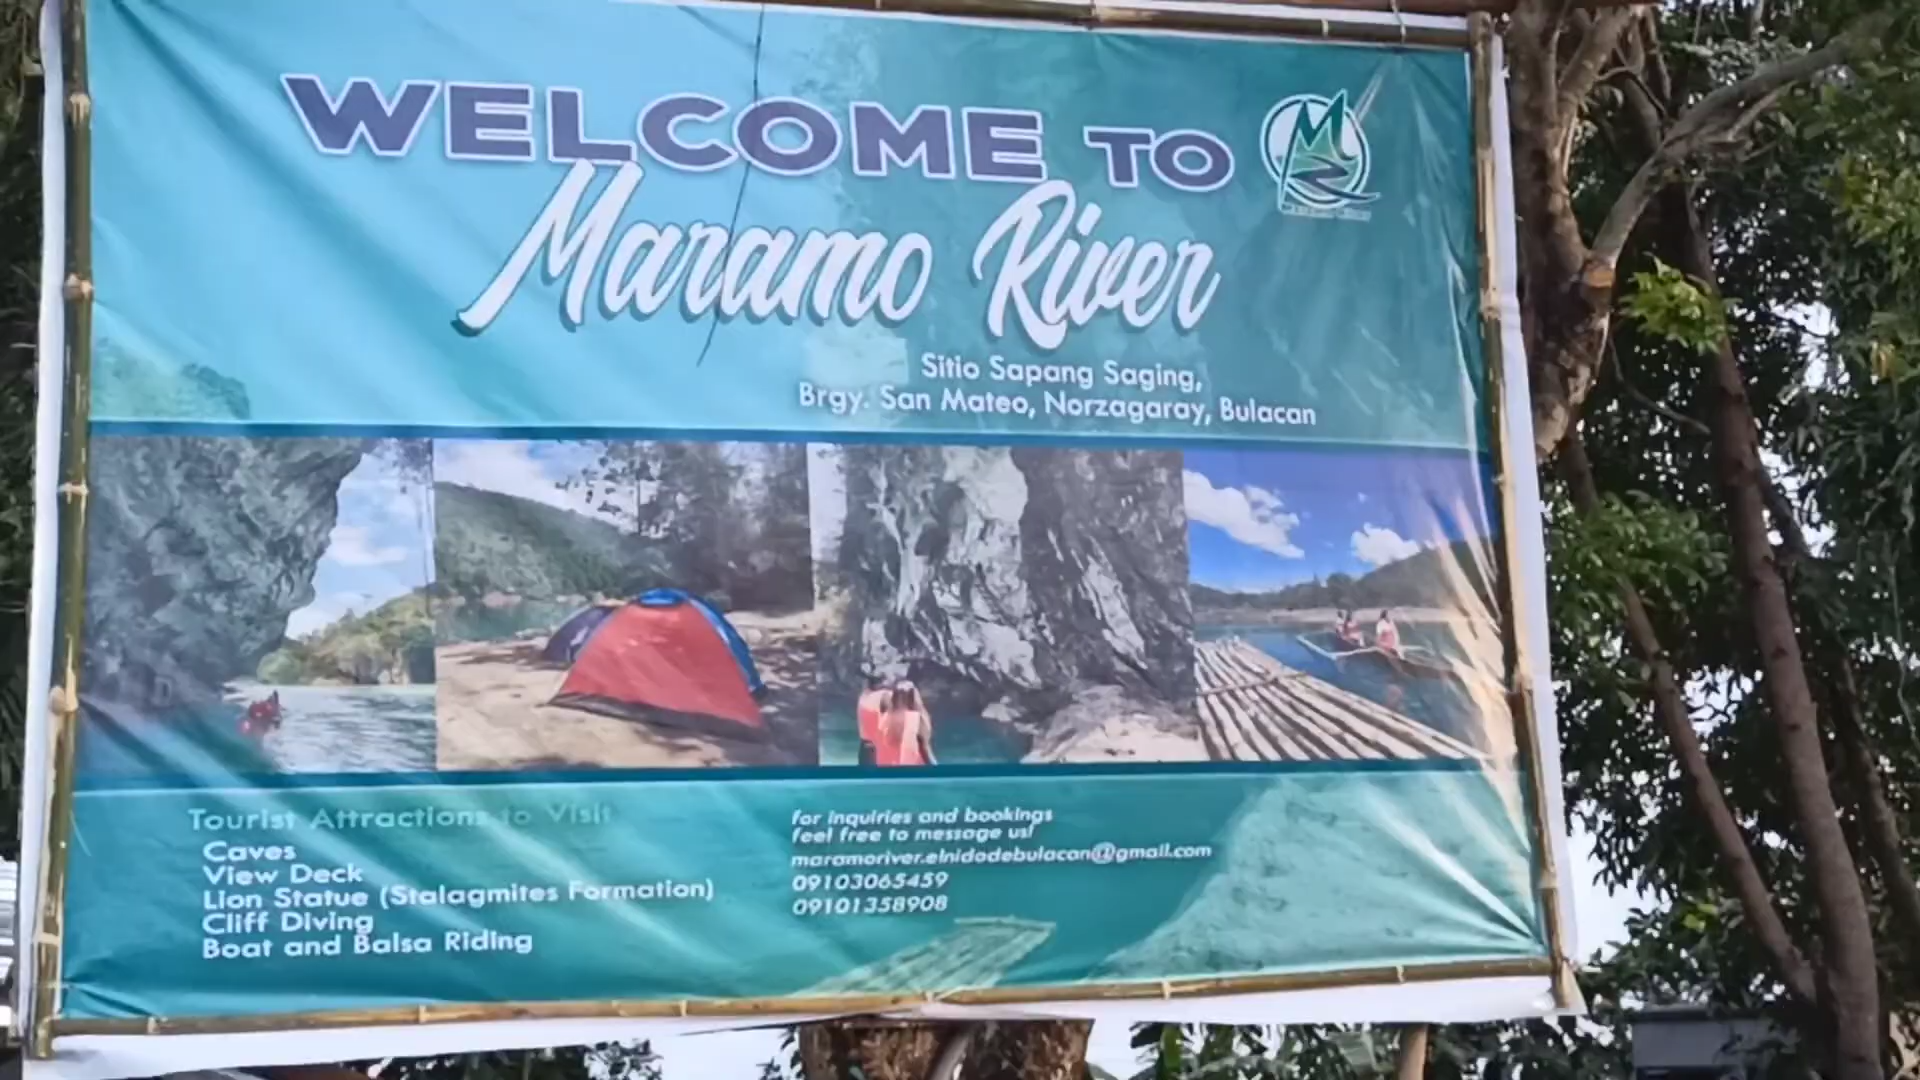 WELCOME TO
Maramo River
Sitio Sapang Saging,
Brgy. San Mateo, Norzagaray, Bulacan
Tourist Attractions to Visit
Caves
View Deck
Lion Statue (Stalagmites Formation)
Cliff Diving
Boat and Balsa Riding
for inquiries and bookings
feel free to message us!
maramoriver.elnidodebulacan@gmail.com
09103065459
09101358908